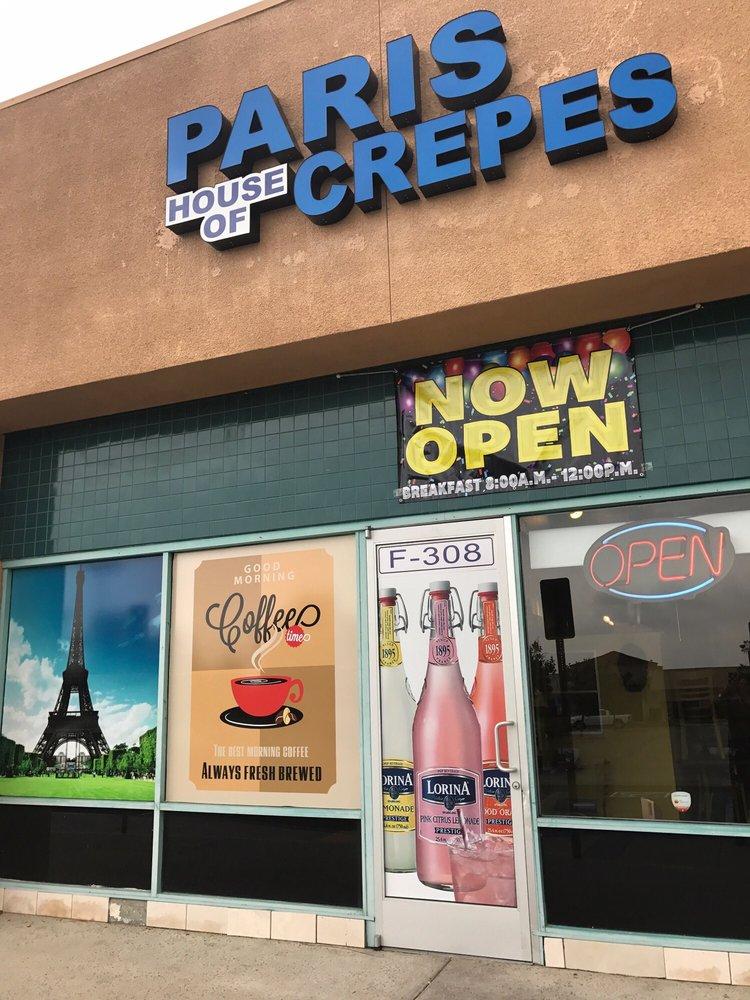 PARIS
HOUSE OF
CREPES
NOW
OPEN
BREAKFAST 8:00A.M.- 12:00P.M.
F-308
OPEN
GOOD
MORNING
Coffee
time
THE BEST MORNING COFFEE
ALWAYS FRESH BREWED
1895
1895
1895
LORINA
PINK CITRUS LEMONADE
PRESTIGE